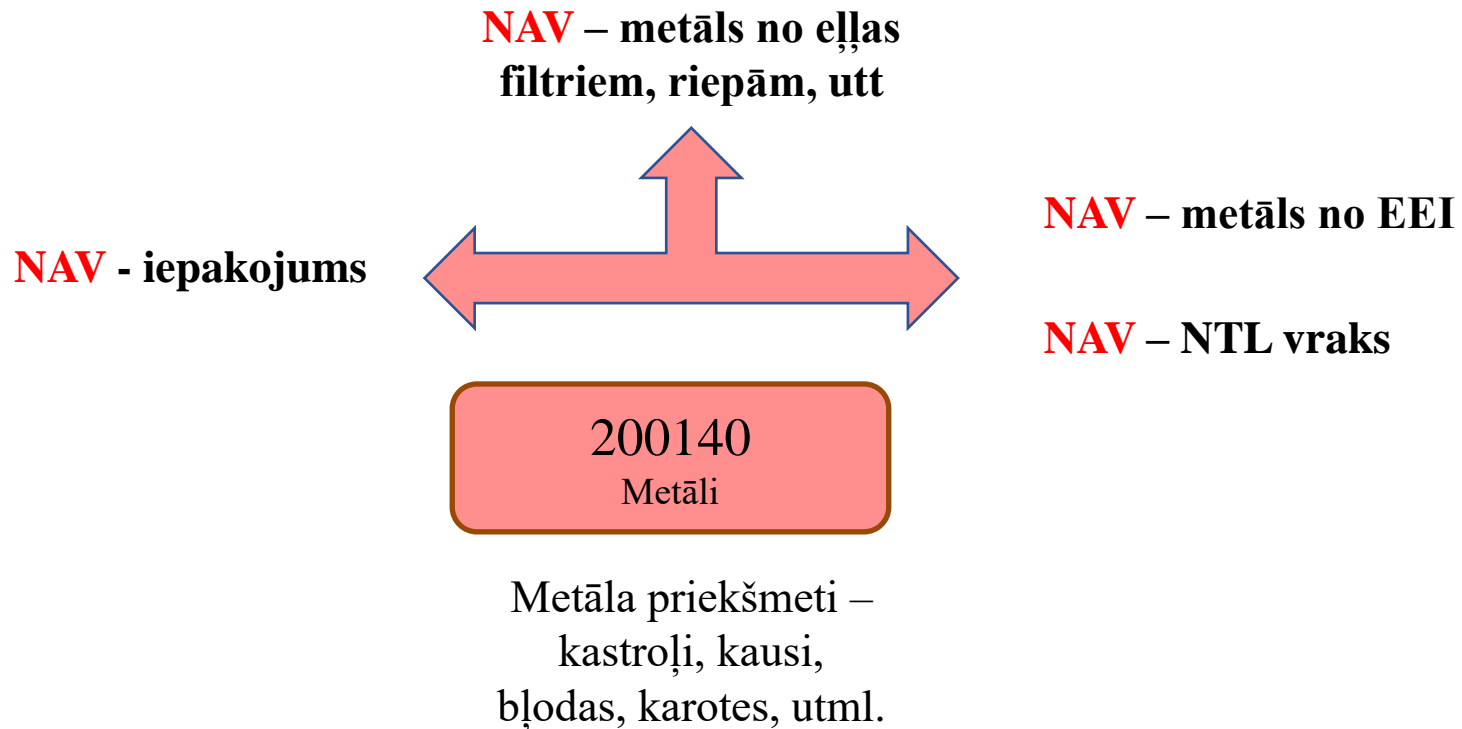 NAV – metāls no eļļas
filtriem, riepām, utt
NAV - iepakojums
NAV – metāls no EEI
NAV – NTL vraks
200140
Metāli
Metāla priekšmeti –
kastroļi, kausi,
bļodas, karotes, utml.